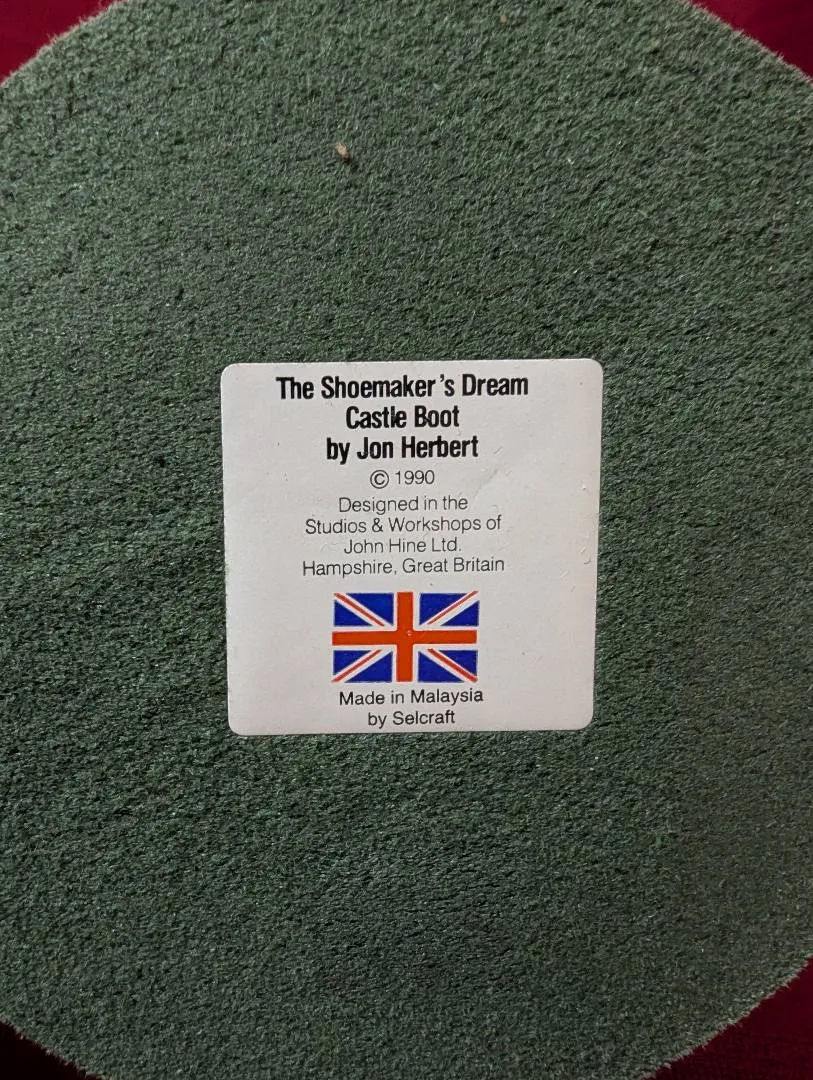 The Shoemaker's Dream
Castle Boot
by Jon Herbert
© 1990
Designed in the
Studios & Workshops of
John Hine Ltd.
Hampshire, Great Britain
Made in Malaysia
by Selcraft